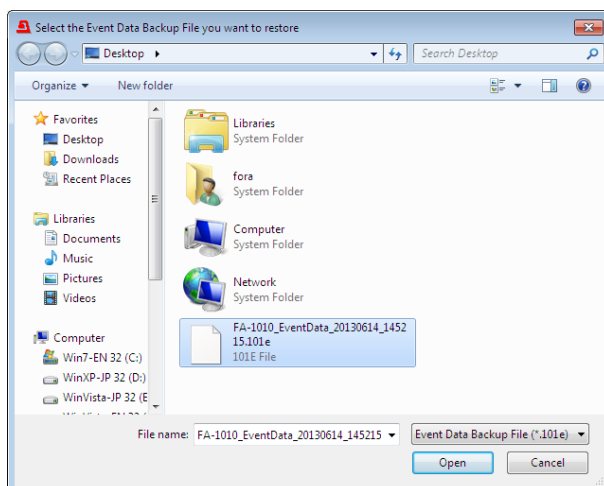 Select the Event Data Backup File you want to restore
Desktop
Search Desktop
Organize
New folder
Favorites
Desktop
Downloads
Recent Places
Libraries
Documents
Music
Pictures
Videos
Computer
Win7-EN 32 (C:)
WinXP-JP 32 (D:)
WinVista-JP 32 (E
Libraries
System Folder
fora
System Folder
Computer
System Folder
Network
System Folder
FA-1010_EventData_20130614_1452
15.101e
101E File
File name:
FA-1010_EventData_20130614_145215
Event Data Backup File (*.101e)
Open
Cancel